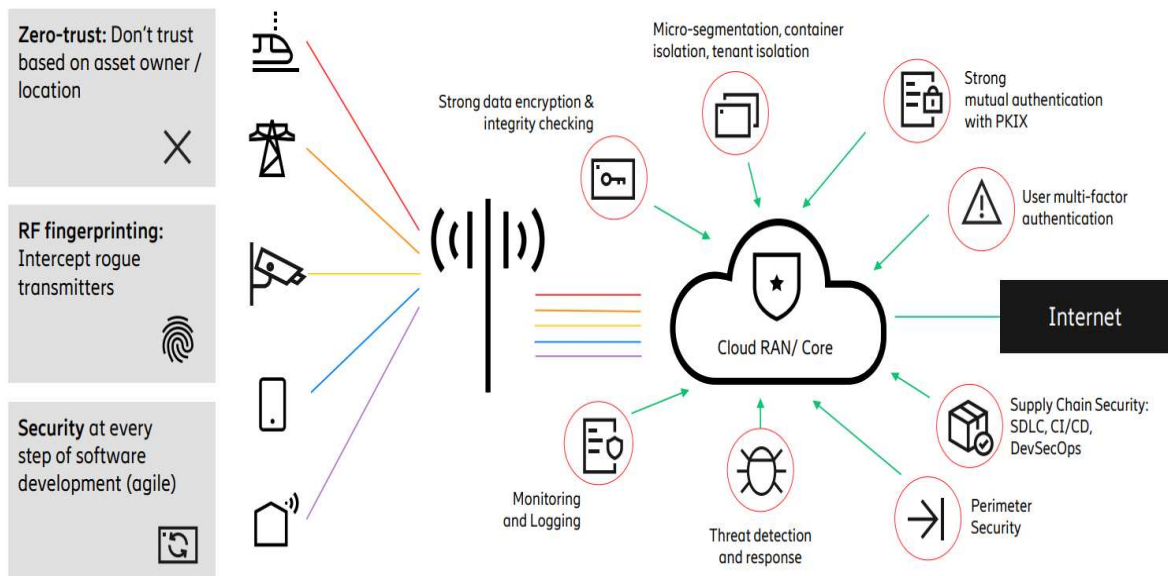 Zero-trust: Don't trust
based on asset owner /
location
RF fingerprinting:
Intercept rogue
transmitters
Security at every
step of software
development (agile)
Micro-segmentation, container
isolation, tenant isolation
Strong data encryption &
integrity checking
Strong
mutual authentication
with PKIX
User multi-factor
authentication
Cloud RAN/ Core
Internet
Supply Chain Security:
SDLC, CI/CD,
DevSecOps
Perimeter
Security
Threat detection
and response
Monitoring
and Logging